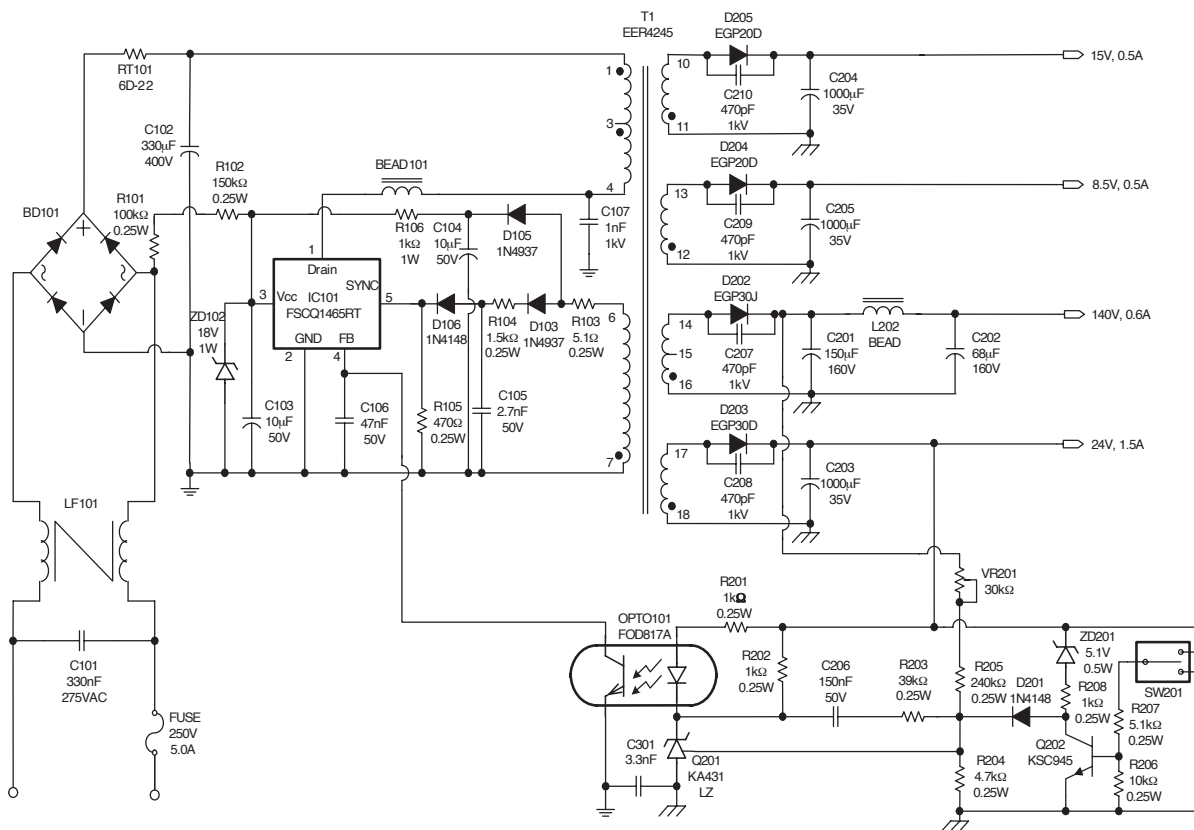 T1
EER4245
RT101
6D-22
C102
330μF
400V
R102
150kΩ
0.25W
R101
100kΩ
0.25W
BD101
BEAD101
1
3
4
C107
1nF
1kV
R106
1kΩ
1W
C104
10μF
50V
D105
1N4937
1
Drain
SYNC
3
Vcc
IC101
FSCQ1465RT
5
GND
FB
2
4
ZD102
18V
1W
D106
1N4148
R104
1.5kΩ
0.25W
D103
1N4937
R103
5.1Ω
0.25W
6
7
C103
10μF
50V
C106
47nF
50V
R105
470Ω
0.25W
C105
2.7nF
50V
LF101
C101
330nF
275VAC
FUSE
250V
5.0A
D205
EGP20D
10
C210
470pF
1kV
11
C204
1000μF
35V
15V, 0.5A
D204
EGP20D
13
C209
470pF
1kV
12
C205
1000μF
35V
8.5V, 0.5A
D202
EGP30J
14
15
16
C207
470pF
1kV
C201
150μF
160V
L202
BEAD
C202
68μF
160V
140V, 0.6A
D203
EGP30D
17
C208
470pF
1kV
18
C203
1000μF
35V
24V, 1.5A
VR201
30kΩ
R201
1kΩ
0.25W
OPTO101
FOD817A
R202
1kΩ
0.25W
C206
150nF
50V
R203
39kΩ
0.25W
R205
240kΩ
0.25W
D201
1N4148
ZD201
5.1V
0.5W
R208
1kΩ
0.25W
SW201
R207
5.1kΩ
0.25W
Q202
KSC945
R206
10kΩ
0.25W
C301
3.3nF
Q201
KA431
LZ
R204
4.7kΩ
0.25W